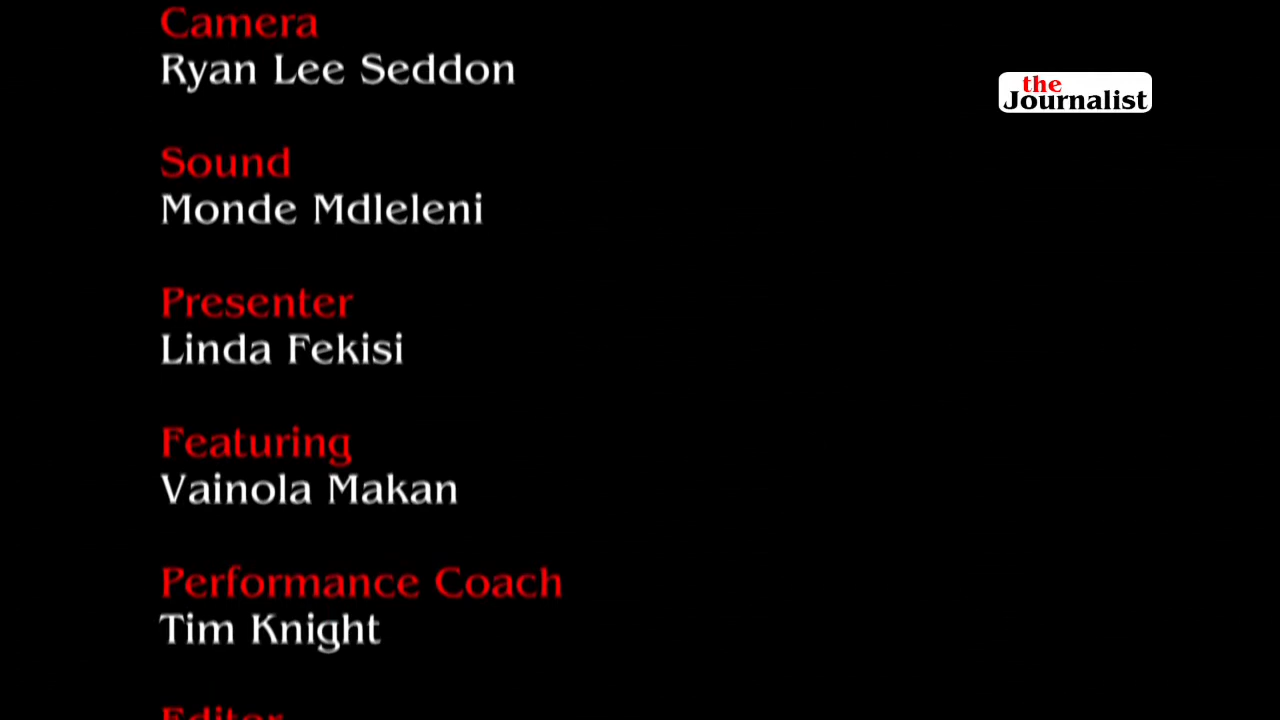 Camera
Ryan Lee Seddon
the
Journalist
Sound
Monde Mdleleni
Presenter
Linda Fekisi
Featuring
Vainola Makan
Performance Coach
Tim Knight
Editor